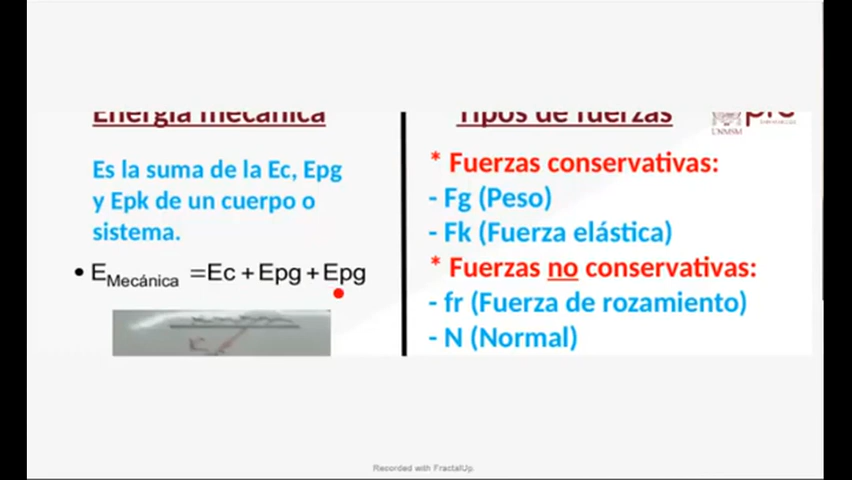 Energía mecánica
Es la suma de la Ec, Epg
y Epk de un cuerpo o
sistema.
• E Mecánica =Ec + Epg + Epg
Tipos de fuerzas
UNMSM
pre
* Fuerzas conservativas:
- Fg (Peso)
- Fk (Fuerza elástica)
* Fuerzas no conservativas:
- fr (Fuerza de rozamiento)
- N (Normal)
Recorded with FractalUp